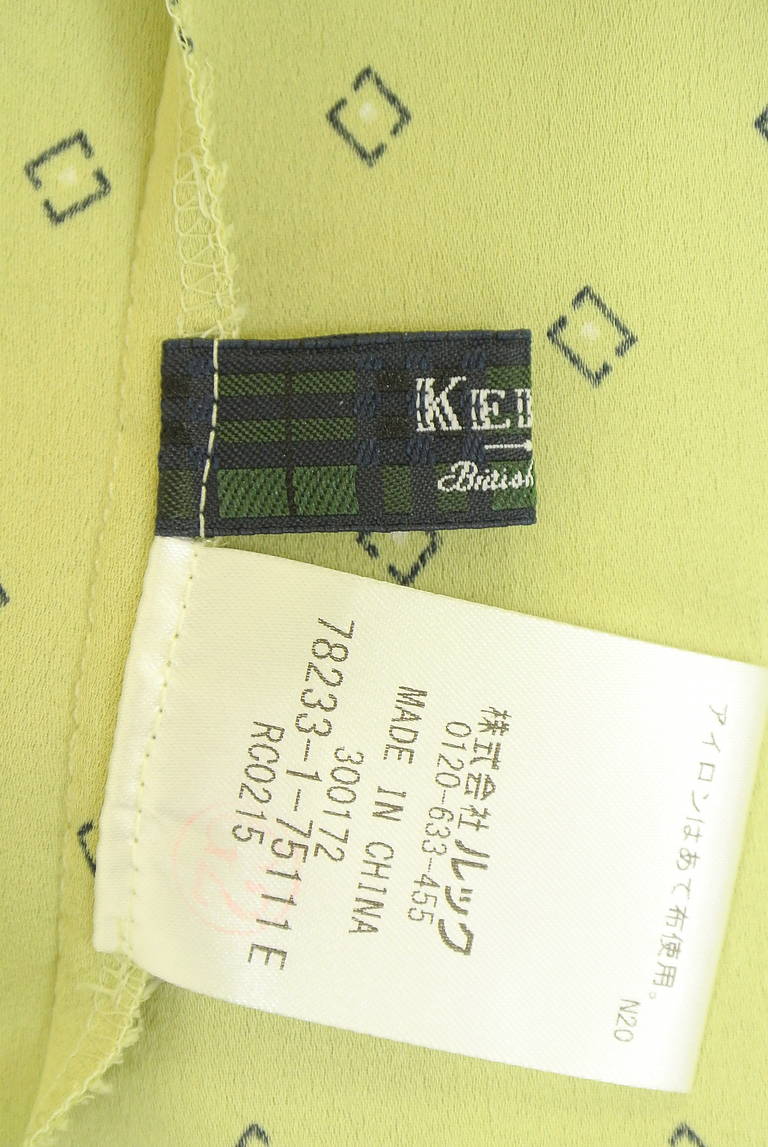 KEI
British
アイロンはあて布使用。
N20
株式会社ルック
0120-633-455
MADE IN CHINA
300172
78233-1-75111E
RC0215